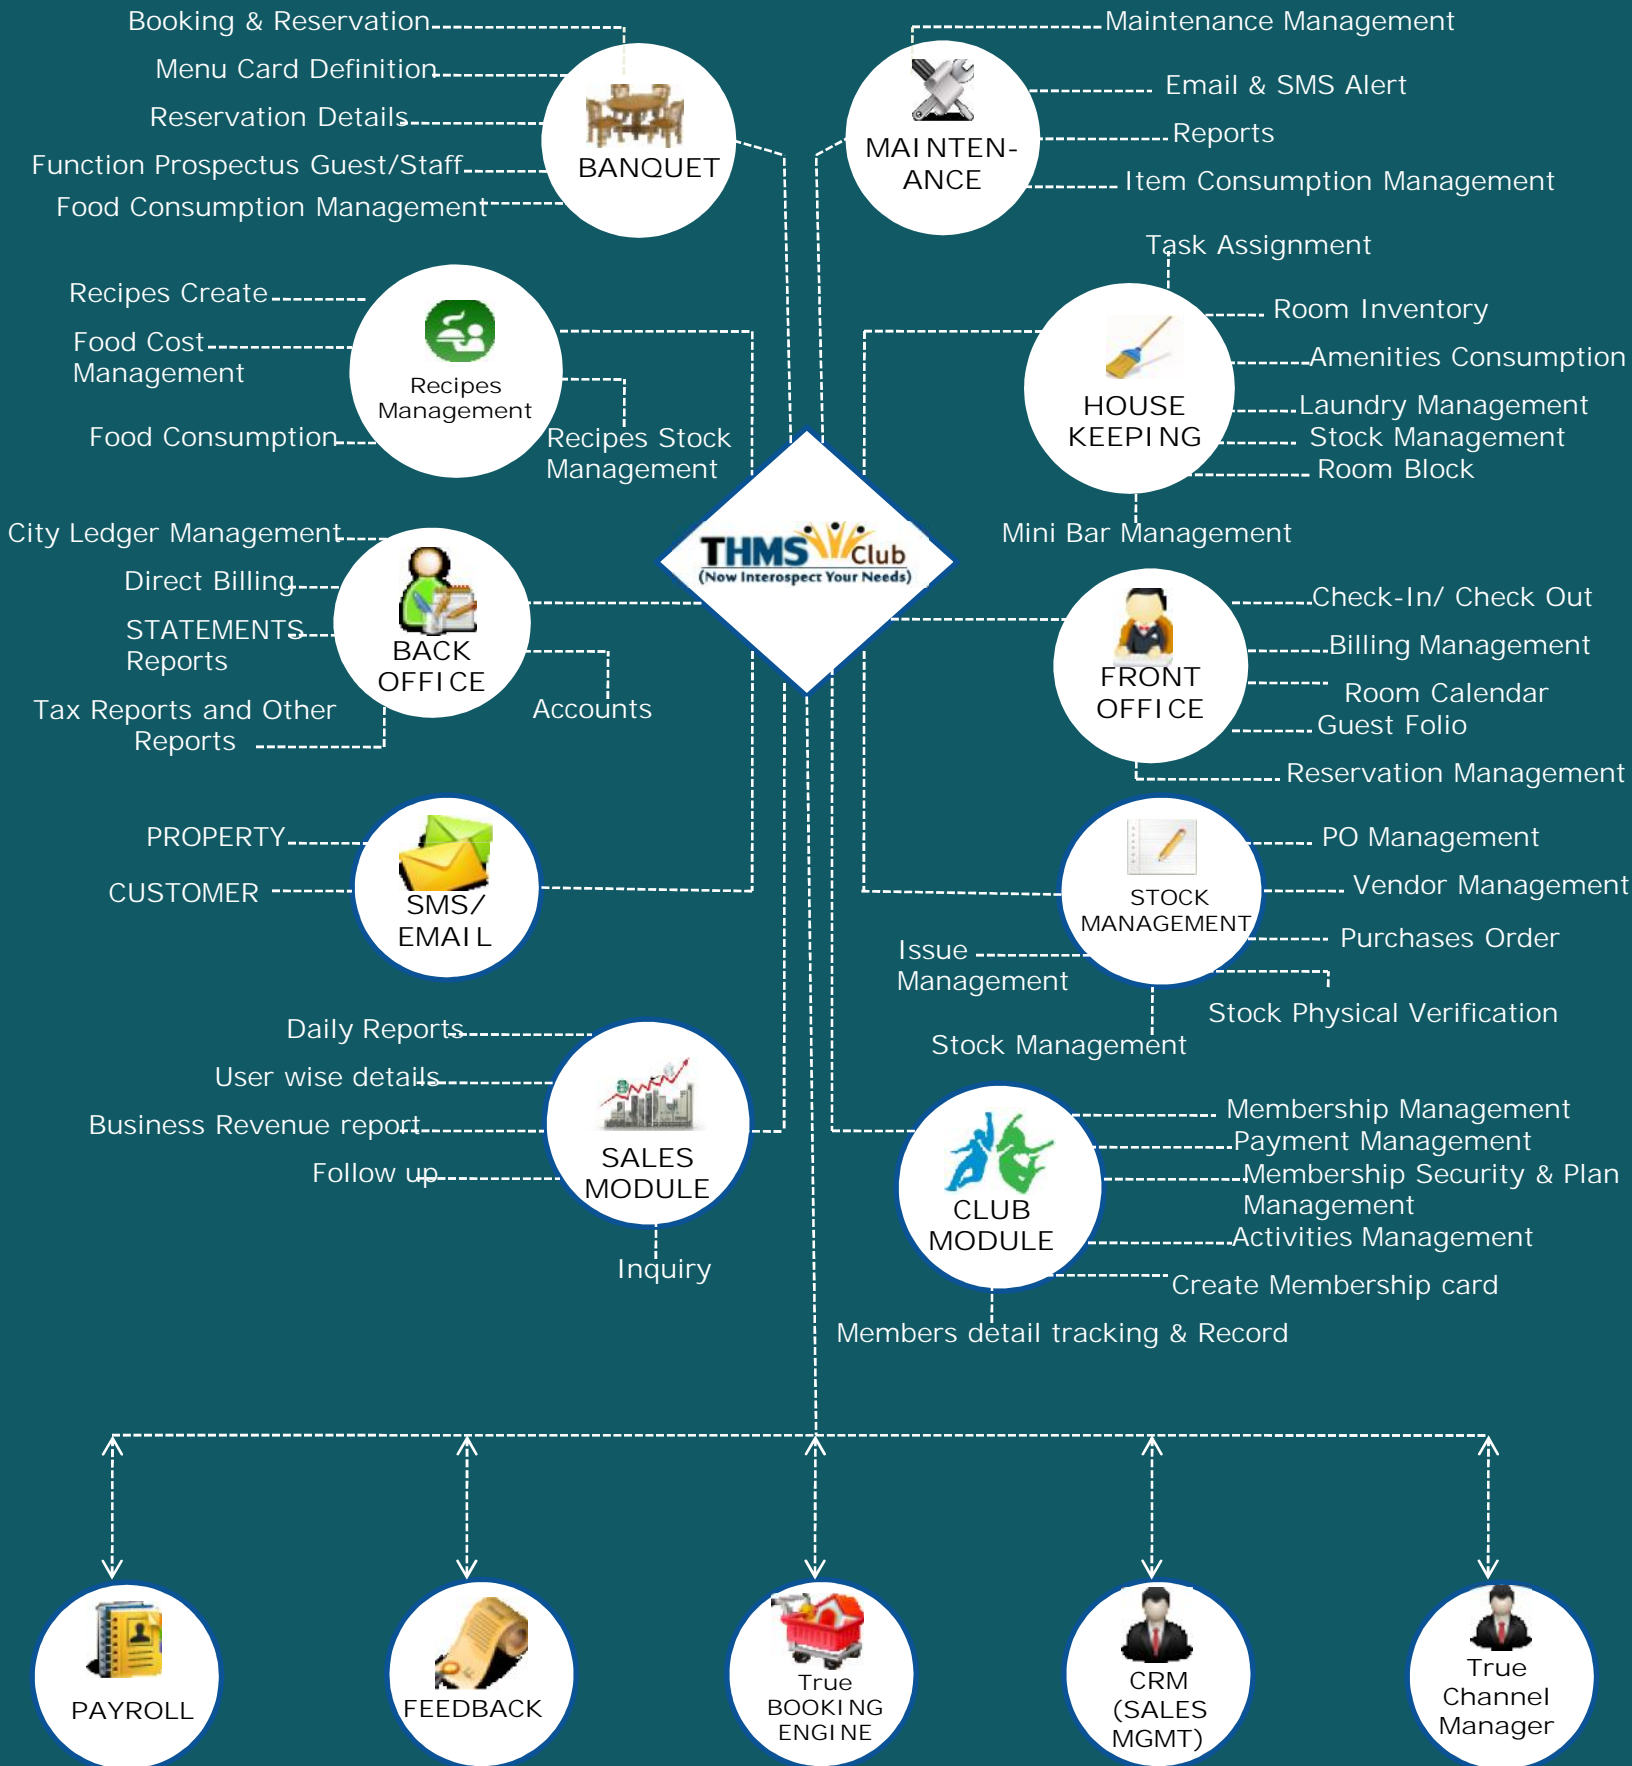 Booking & Reservation
Menu Card Definition
Reservation Details
Function Prospectus Guest/Staff
Food Consumption Management
BANQUET
Maintenance Management
Email & SMS Alert
Reports
Item Consumption Management
MAINTEN-
ANCE
Recipes Create
Food Cost
Management
Food Consumption
Recipes
Management
Recipes Stock
Management
Task Assignment
Room Inventory
Amenities Consumption
Laundry Management
Stock Management
Room Block
Mini Bar Management
HOUSE
KEEPING
THMS Club
(Now Interospect Your Needs)
City Ledger Management
Direct Billing
STATEMENTS
Reports
Tax Reports and Other
Reports
BACK
OFFICE
Accounts
Check-In/ Check Out
Billing Management
Room Calendar
Guest Folio
Reservation Management
FRONT
OFFICE
PROPERTY
CUSTOMER
SMS/
EMAIL
PO Management
Vendor Management
Purchases Order
Stock Physical Verification
STOCK
MANAGEMENT
Issue
Management
Stock Management
Daily Reports
User wise details
Business Revenue report
Follow up
SALES
MODULE
Inquiry
Membership Management
Payment Management
Membership Security & Plan
Management
Activities Management
Create Membership card
Members detail tracking & Record
CLUB
MODULE
PAYROLL
FEEDBACK
True
BOOKING
ENGINE
CRM
(SALES
MGMT)
True
Channel
Manager